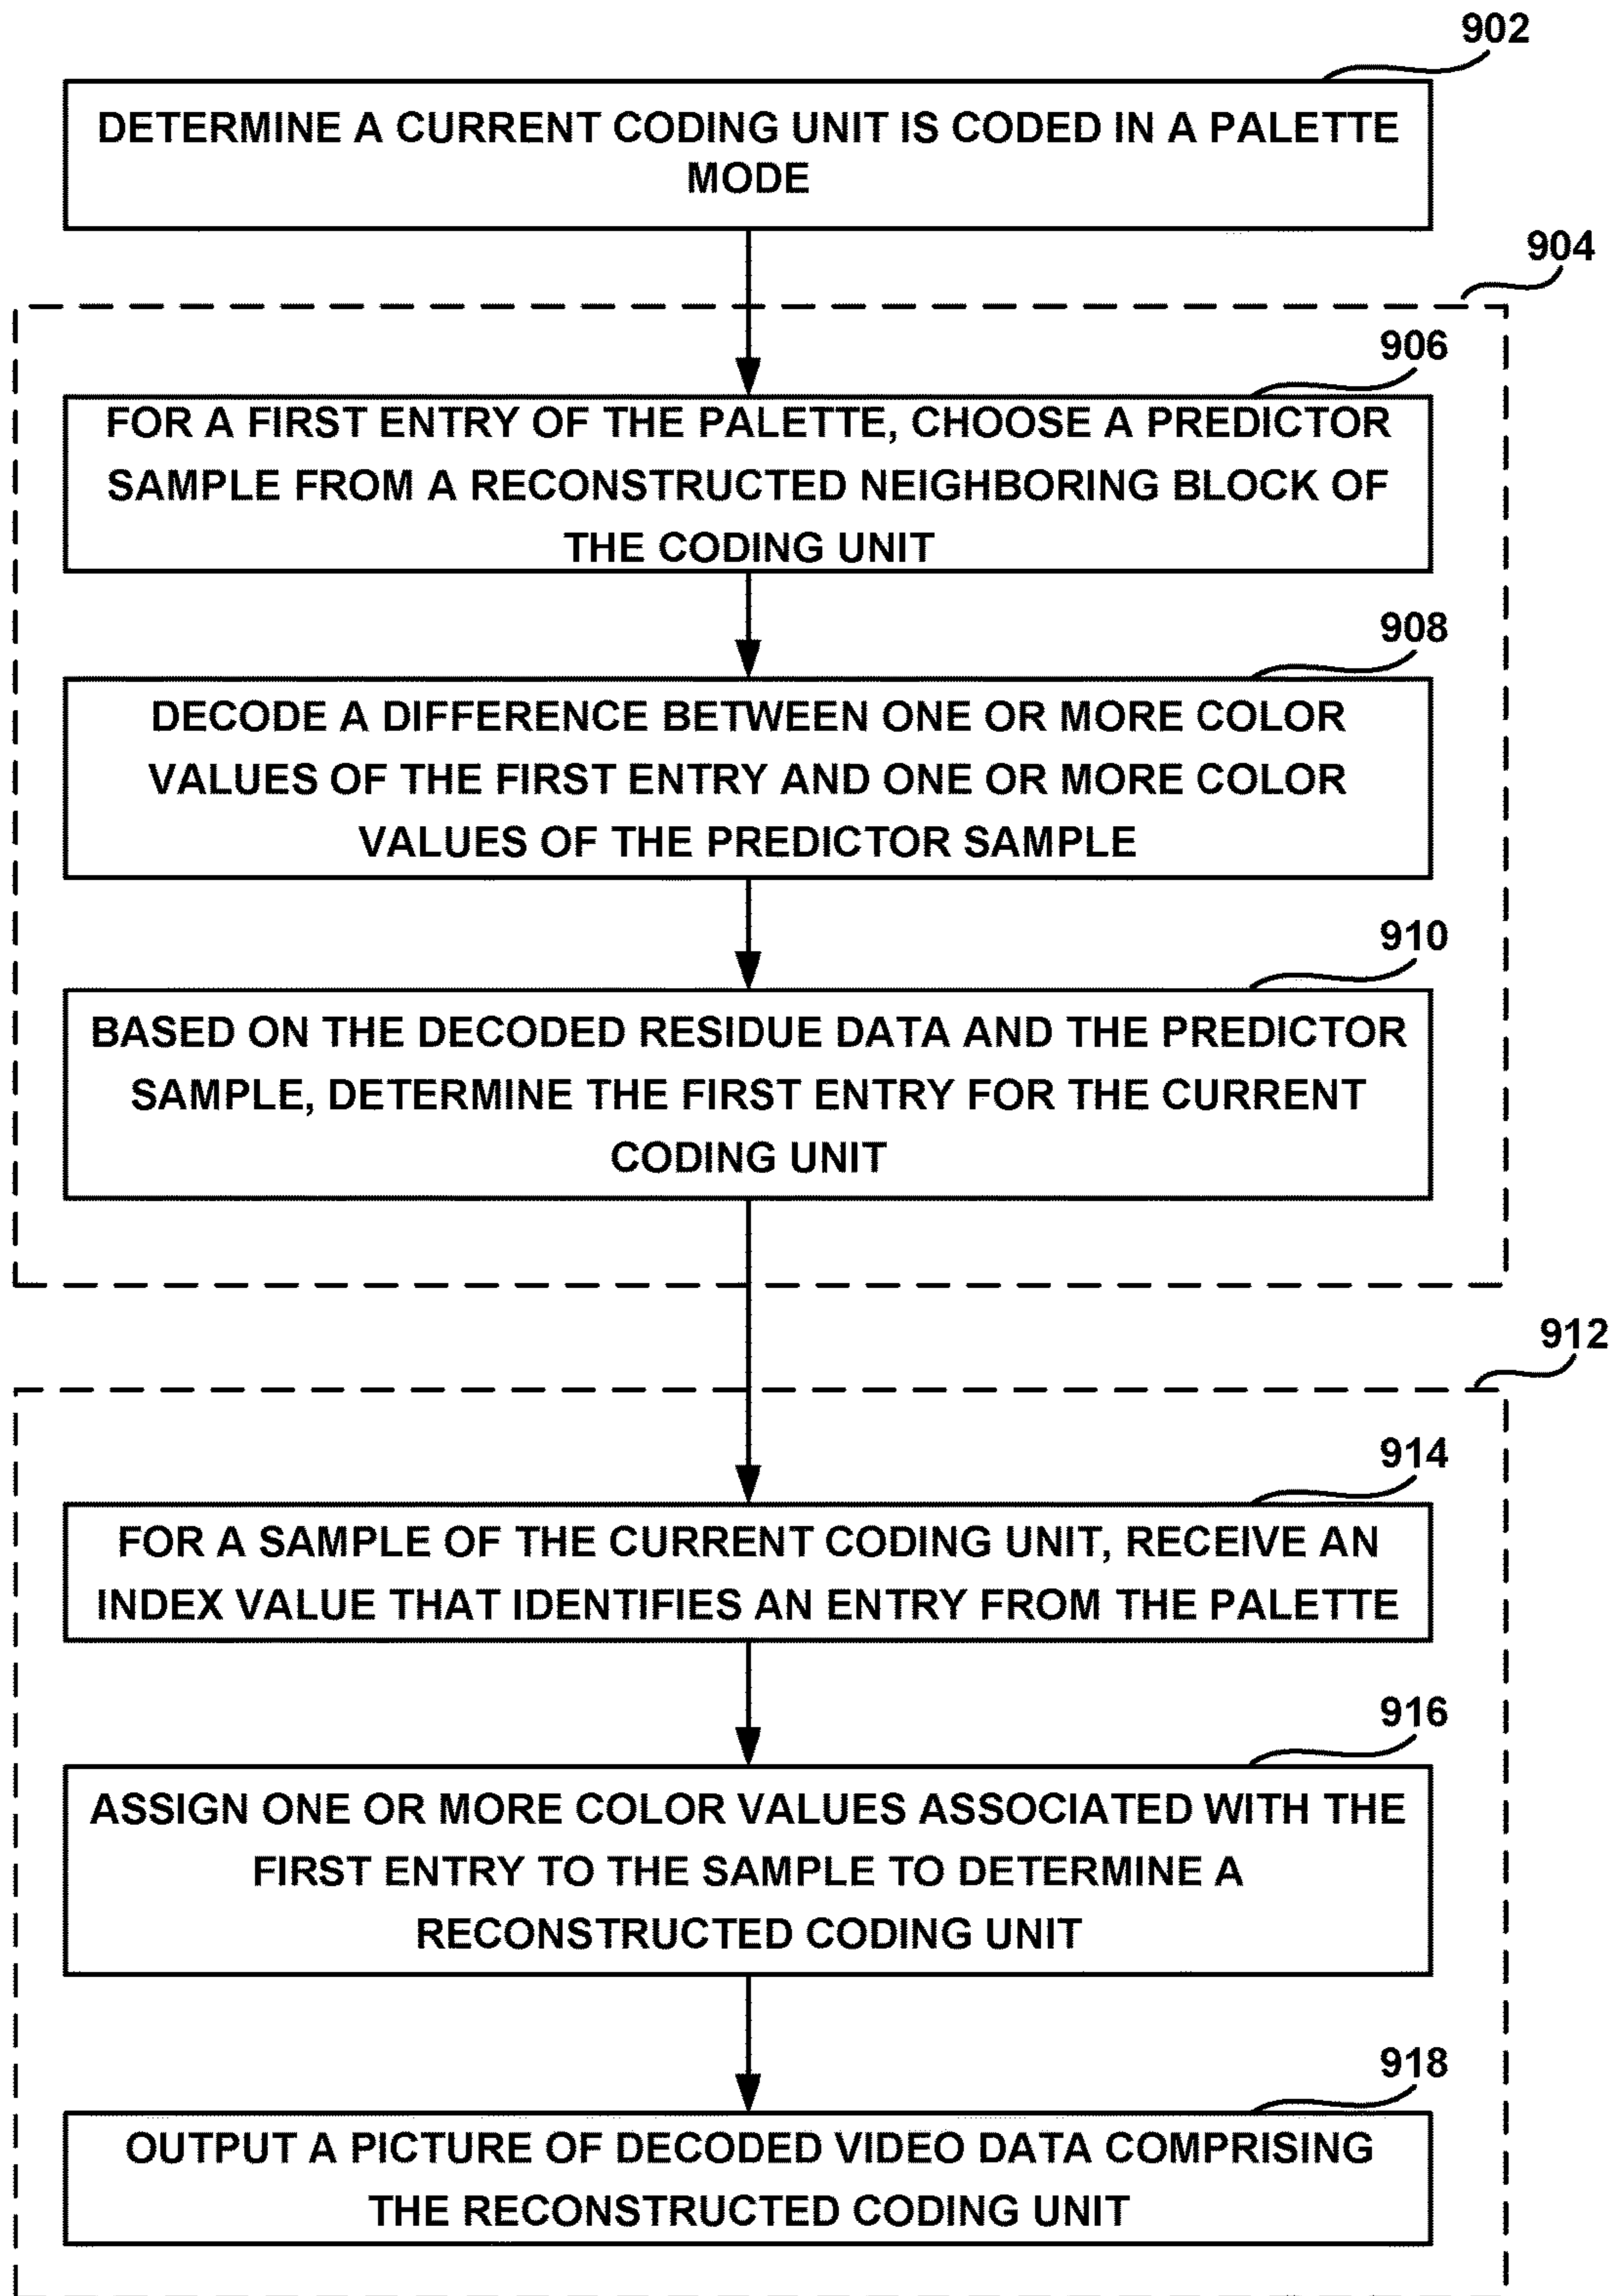 902
DETERMINE A CURRENT CODING UNIT IS CODED IN A PALETTE
MODE
904
906
FOR A FIRST ENTRY OF THE PALETTE, CHOOSE A PREDICTOR
SAMPLE FROM A RECONSTRUCTED NEIGHBORING BLOCK OF
THE CODING UNIT
908
DECODE A DIFFERENCE BETWEEN ONE OR MORE COLOR
VALUES OF THE FIRST ENTRY AND ONE OR MORE COLOR
VALUES OF THE PREDICTOR SAMPLE
910
BASED ON THE DECODED RESIDUE DATA AND THE PREDICTOR
SAMPLE, DETERMINE THE FIRST ENTRY FOR THE CURRENT
CODING UNIT
912
914
FOR A SAMPLE OF THE CURRENT CODING UNIT, RECEIVE AN
INDEX VALUE THAT IDENTIFIES AN ENTRY FROM THE PALETTE
916
ASSIGN ONE OR MORE COLOR VALUES ASSOCIATED WITH THE
FIRST ENTRY TO THE SAMPLE TO DETERMINE A
RECONSTRUCTED CODING UNIT
918
OUTPUT A PICTURE OF DECODED VIDEO DATA COMPRISING
THE RECONSTRUCTED CODING UNIT